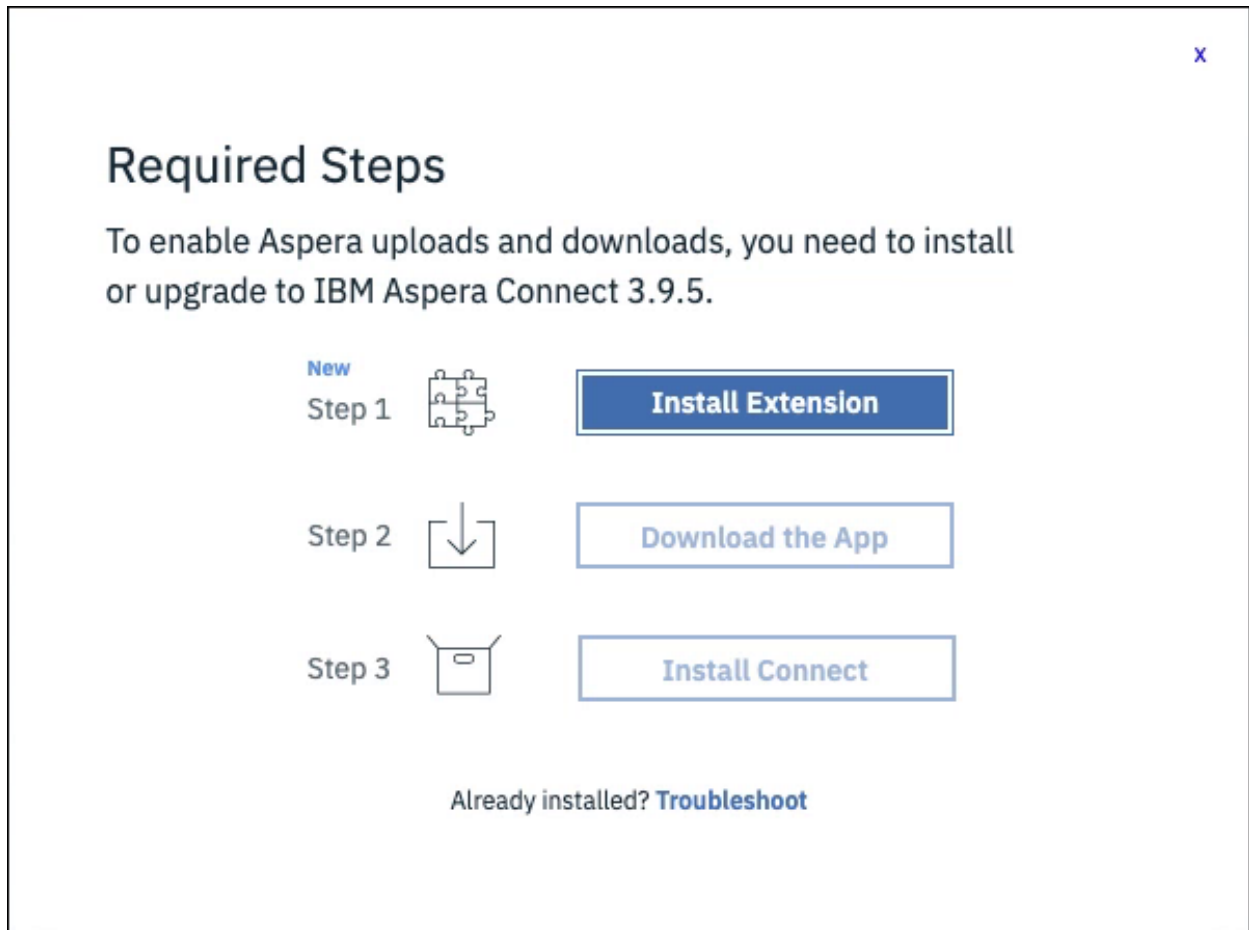 X
Required Steps
To enable Aspera uploads and downloads, you need to install
or upgrade to IBM Aspera Connect 3.9.5.
New
Step 1
Install Extension
Step 2
Download the App
Step 3
Install Connect
Already installed? Troubleshoot